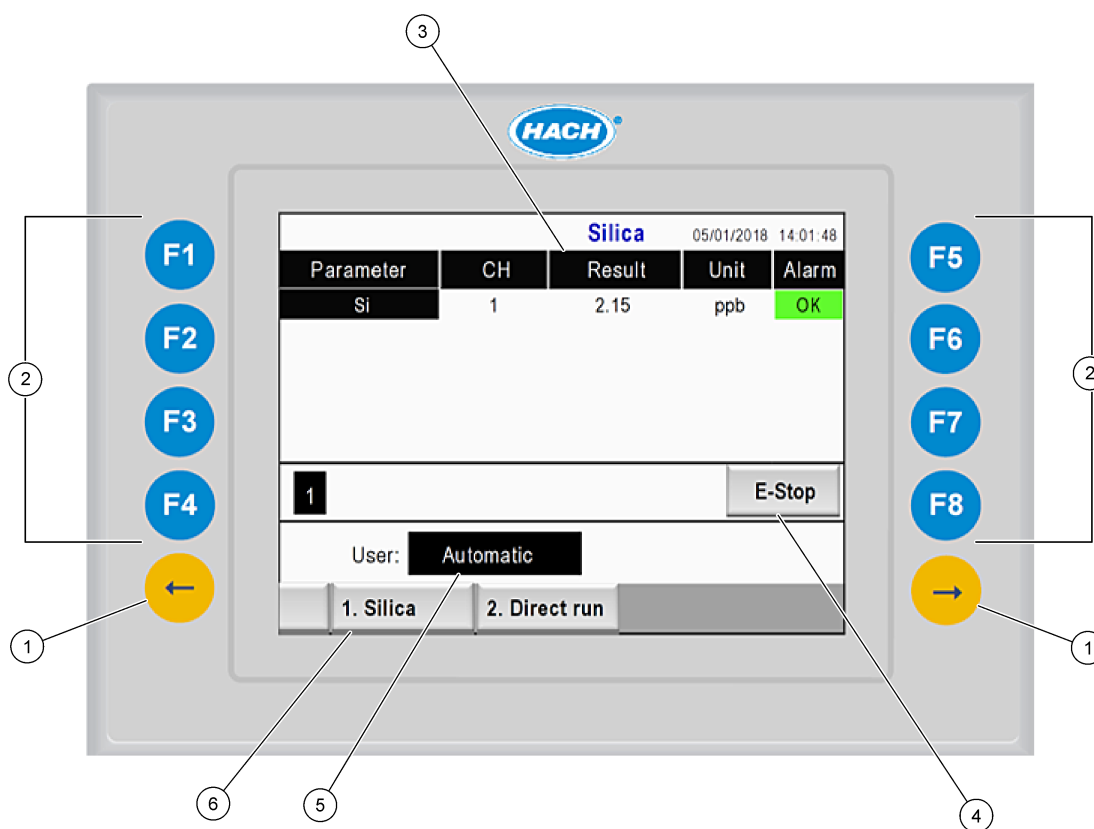 3
HACH
Silica 05/01/2018 14:01:48
Parameter CH Result Unit Alarm
Si 1 2.15 ppb OK
F1
F2
F3
F4
←
F5
F6
F7
F8
→
2
2
1 E-Stop
User: Automatic
1. Silica 2. Direct run
1
1
6
5
4